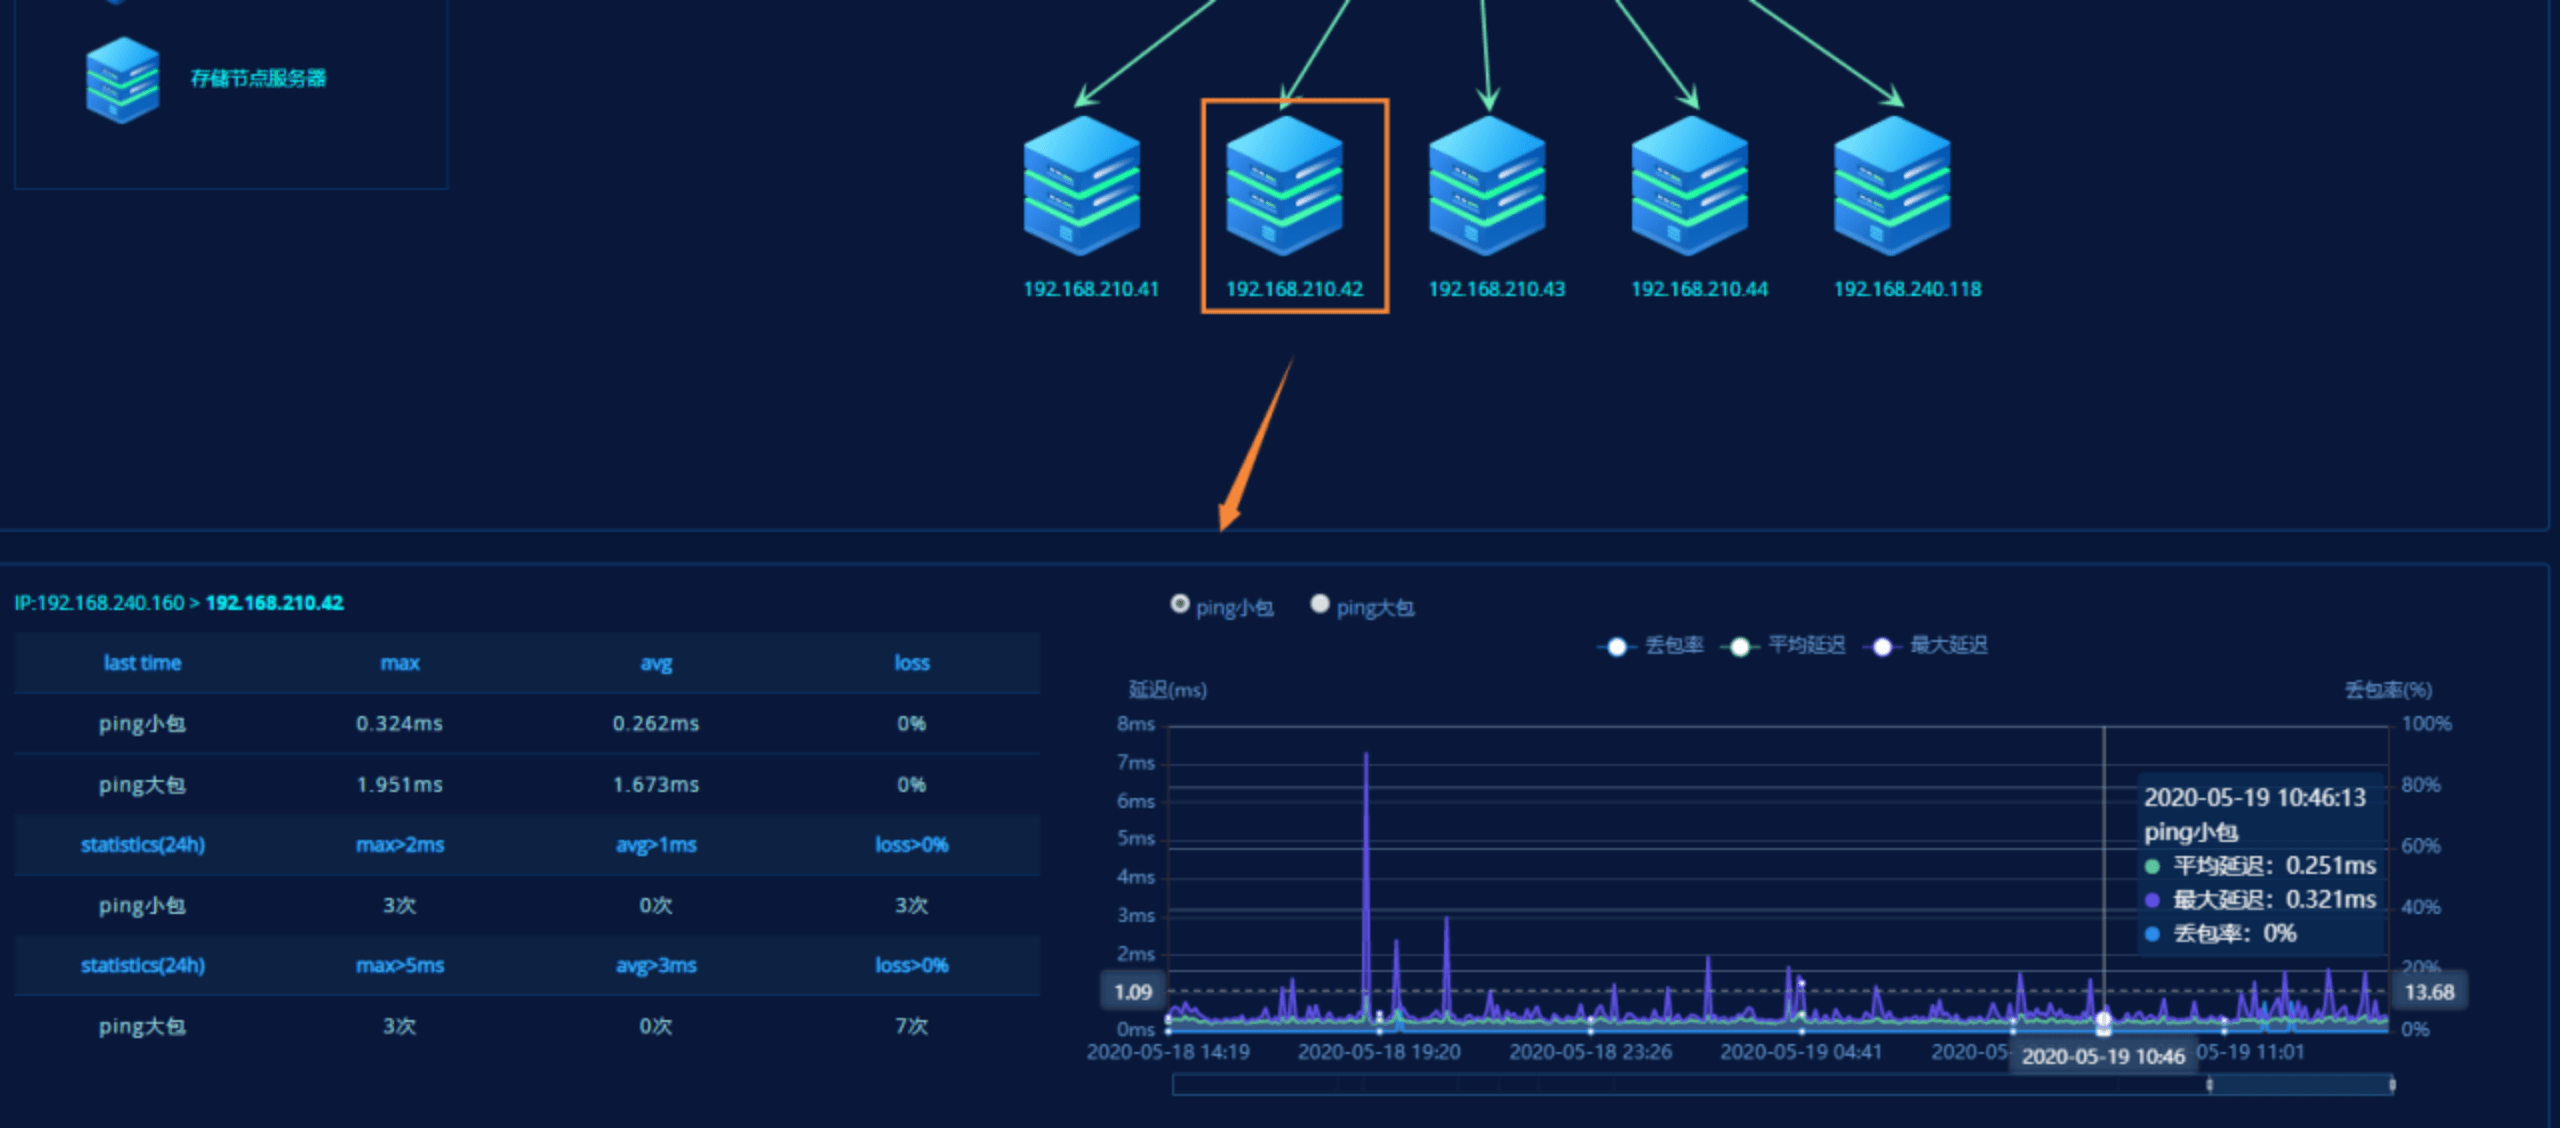 存储节点服务器
192.168.210.41
192.168.210.42
192.168.210.43
192.168.210.44
192.168.240.118
IP:192.168.240.160 > 192.168.210.42
last time max avg loss
ping小包 0.324ms 0.262ms 0%
ping大包 1.951ms 1.673ms 0%
statistics(24h) max>2ms avg>1ms loss>0%
ping小包 3次 0次 3次
statistics(24h) max>5ms avg>3ms loss>0%
ping大包 3次 0次 7次
ping小包 ping大包
丢包率 平均延迟 最大延迟
延迟(ms)
丢包率(%)
8ms
7ms
6ms
5ms
4ms
3ms
2ms
1.09
0ms
100%
80%
60%
40%
20%
13.68
0%
2020-05-19 10:46:13
ping小包
平均延迟：0.251ms
最大延迟：0.321ms
丢包率：0%
2020-05-18 14:19
2020-05-18 19:20
2020-05-18 23:26
2020-05-19 04:41
2020-05-
2020-05-19 10:46
05-19 11:01